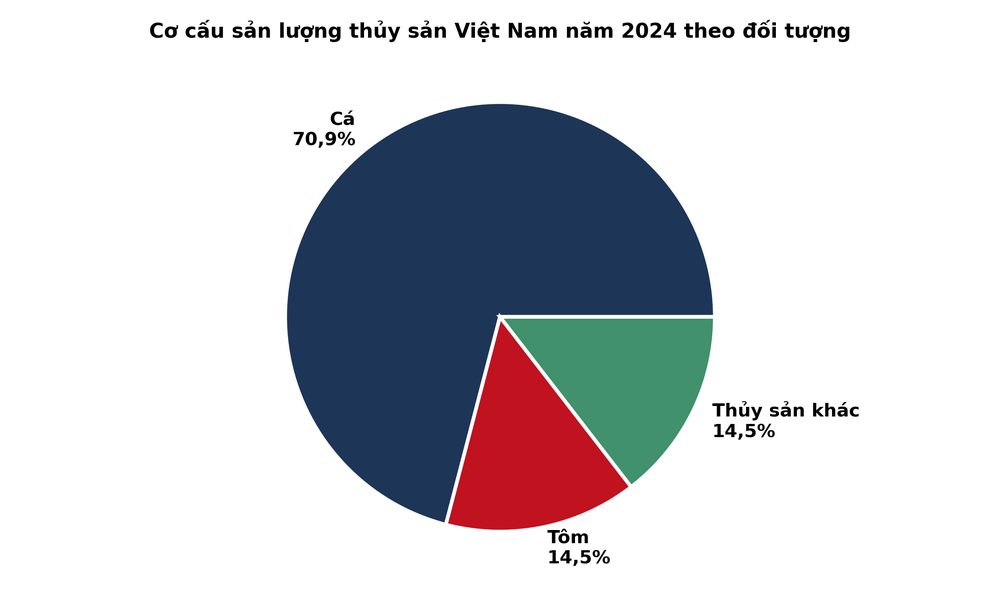 Cơ cấu sản lượng thủy sản Việt Nam năm 2024 theo đối tượng
Cá
70,9%
Thủy sản khác
14,5%
Tôm
14,5%